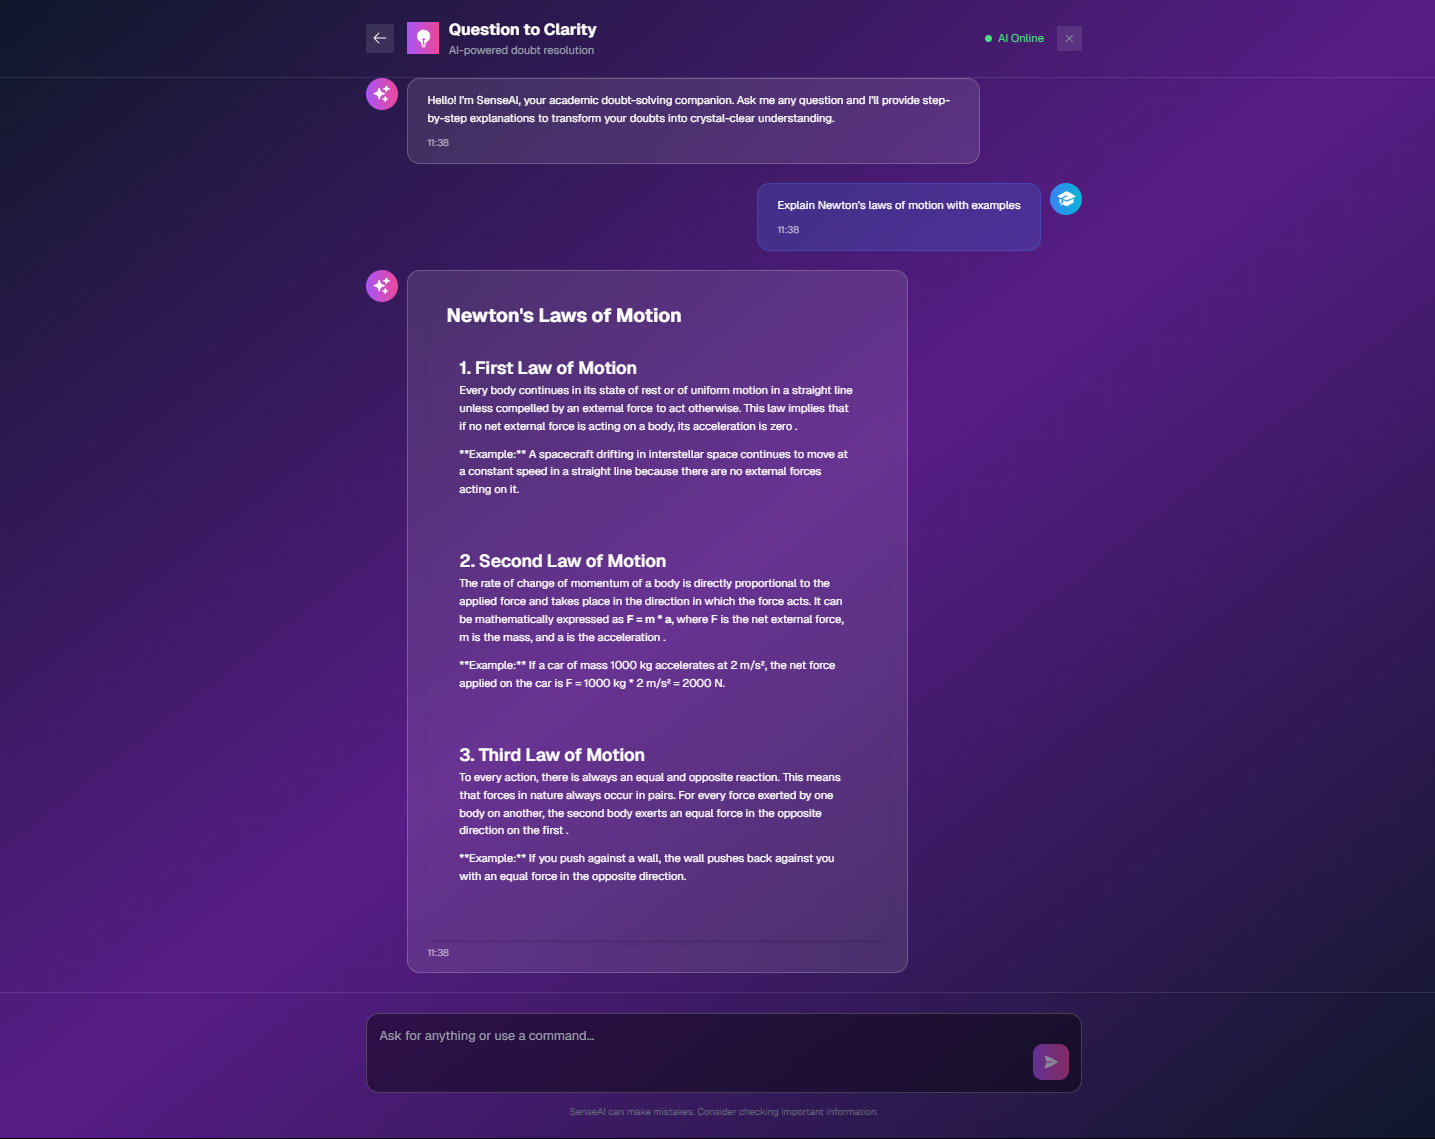 Question to Clarity
AI-powered doubt resolution
AI Online
Hello! I'm SenseAI, your academic doubt-solving companion. Ask me any question and I'll provide step-
by-step explanations to transform your doubts into crystal-clear understanding.
11:38
Explain Newton's laws of motion with examples
11:38
Newton's Laws of Motion
1. First Law of Motion
Every body continues in its state of rest or of uniform motion in a straight line
unless compelled by an external force to act otherwise. This law implies that
if no net external force is acting on a body, its acceleration is zero .
**Example:** A spacecraft drifting in interstellar space continues to move at
a constant speed in a straight line because there are no external forces
acting on it.
2. Second Law of Motion
The rate of change of momentum of a body is directly proportional to the
applied force and takes place in the direction in which the force acts. It can
be mathematically expressed as F = m * a, where F is the net external force,
m is the mass, and a is the acceleration .
**Example:** If a car of mass 1000 kg accelerates at 2 m/s², the net force
applied on the car is F = 1000 kg * 2 m/s² = 2000 N.
3. Third Law of Motion
To every action, there is always an equal and opposite reaction. This means
that forces in nature always occur in pairs. For every force exerted by one
body on another, the second body exerts an equal force in the opposite
direction on the first .
**Example:** If you push against a wall, the wall pushes back against you
with an equal force in the opposite direction.
11:38
Ask for anything or use a command...
SenseAI can make mistakes. Consider checking important information.